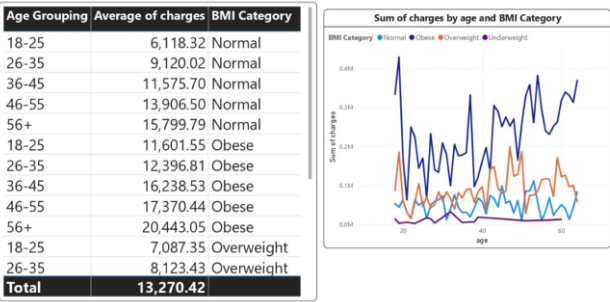 Age Grouping Average of charges BMI Category
18-25 6,118.32 Normal
26-35 9,120.02 Normal
36-45 11,575.70 Normal
46-55 13,906.50 Normal
56+ 15,799.79 Normal
18-25 11,601.55 Obese
26-35 12,396.81 Obese
36-45 16,238.53 Obese
46-55 17,370.44 Obese
56+ 20,443.05 Obese
18-25 7,087.35 Overweight
26-35 8,123.43 Overweight
Total 13,270.42
Sum of charges by age and BMI Category
BMI Category Normal Obese Overweight Underweight
Sum of charges
0.4M
0.3M
0.2M
0.1M
0.0M
20 40 60
age